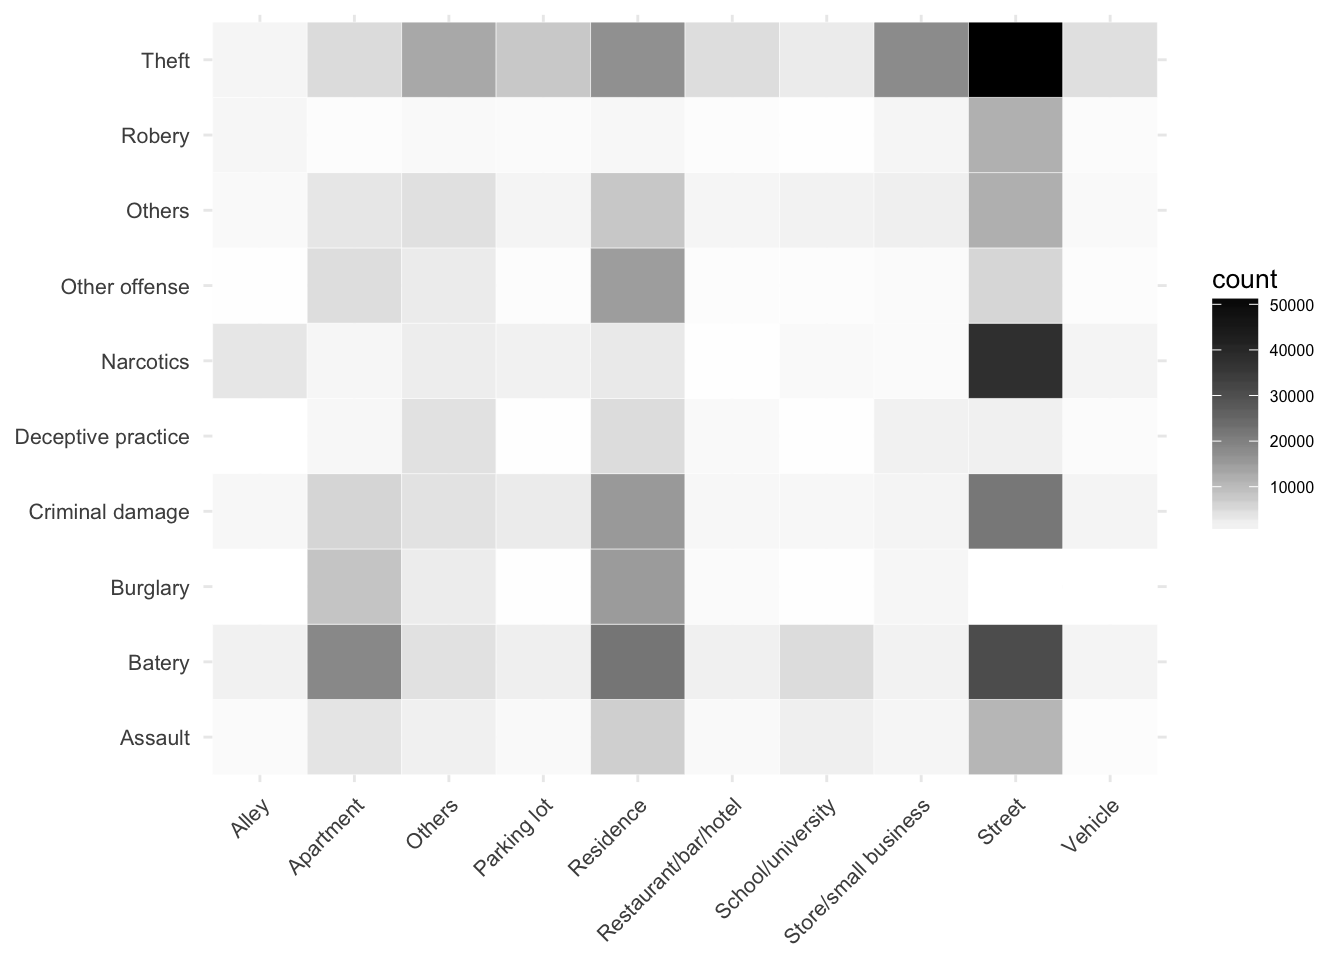 Theft
Robery
Others
Other offense
Narcotics
Deceptive practice
Criminal damage
Burglary
Batery
Assault
Alley
Apartment
Others
Parking lot
Residence
Restaurant/bar/hotel
School/university
Store/small business
Street
Vehicle
count
50000
40000
30000
20000
10000